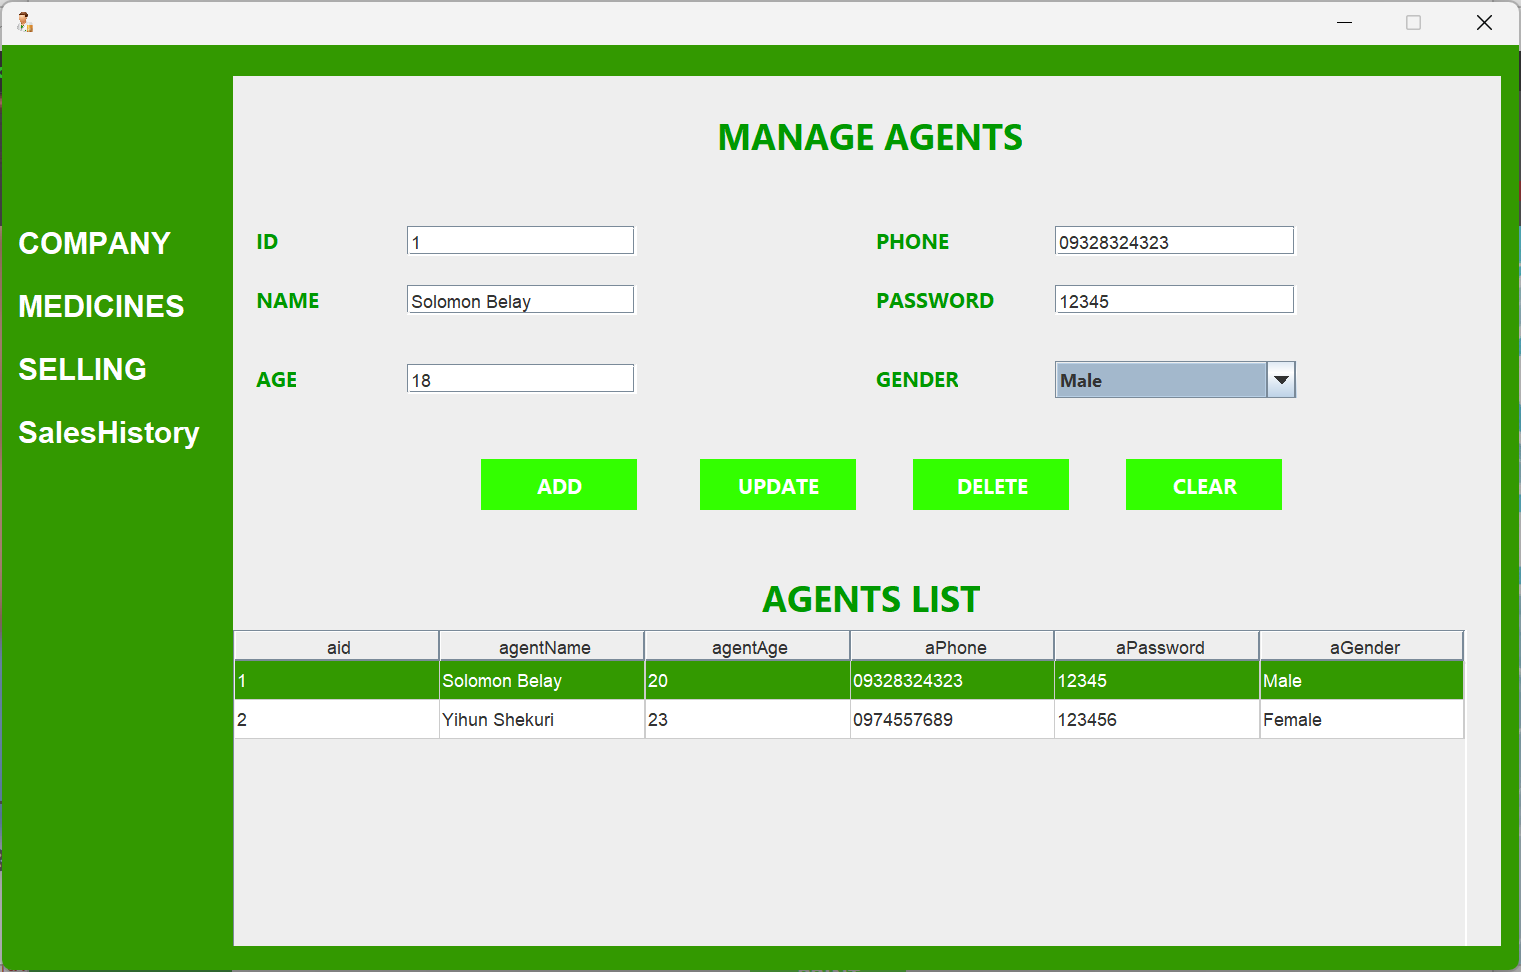 MANAGE AGENTS
COMPANY
MEDICINES
SELLING
SalesHistory
ID 1 PHONE 09328324323
NAME Solomon Belay PASSWORD 12345
AGE 18 GENDER Male
ADD UPDATE DELETE CLEAR
AGENTS LIST
aid agentName agentAge aPhone aPassword aGender
1 Solomon Belay 20 09328324323 12345 Male
2 Yihun Shekuri 23 0974557689 123456 Female